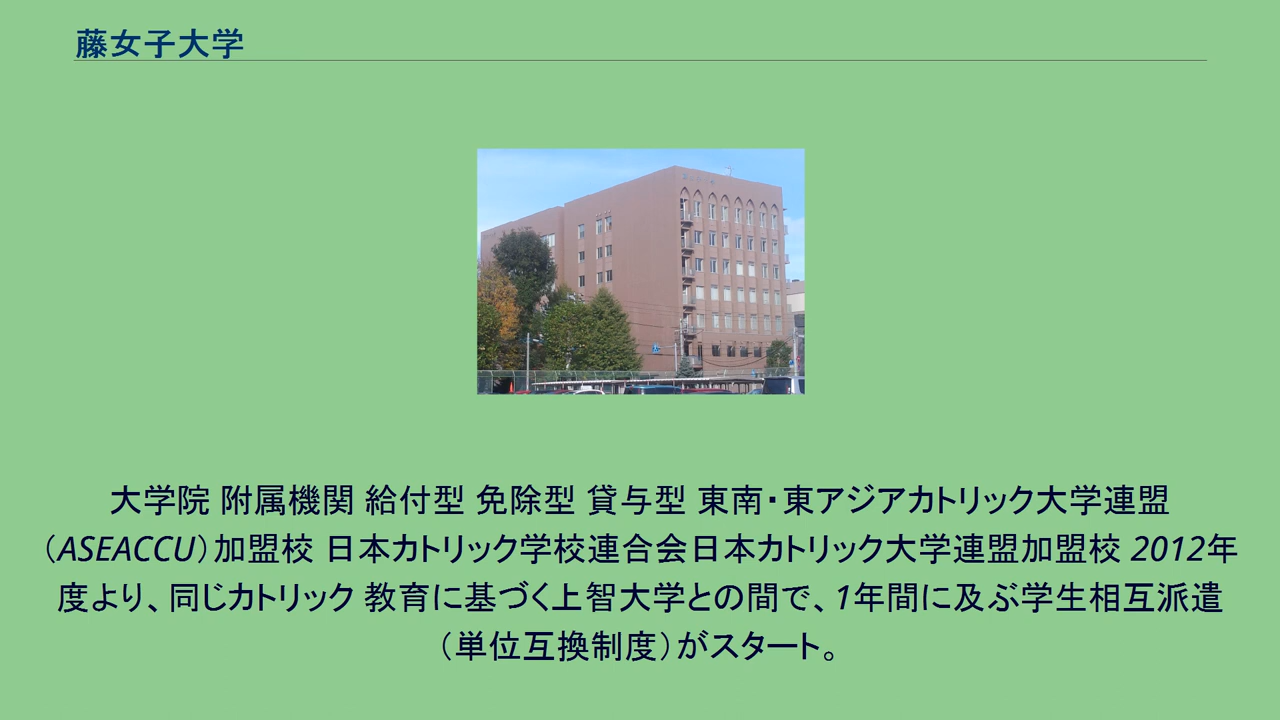 藤女子大学
大学院 附属機関 給付型 免除型 貸与型 東南・東アジアカトリック大学連盟
（ASEACCU）加盟校 日本カトリック学校連合会日本カトリック大学連盟加盟校 2012年
度より、同じカトリック 教育に基づく上智大学との間で、1年間に及ぶ学生相互派遣
（単位互換制度）がスタート。